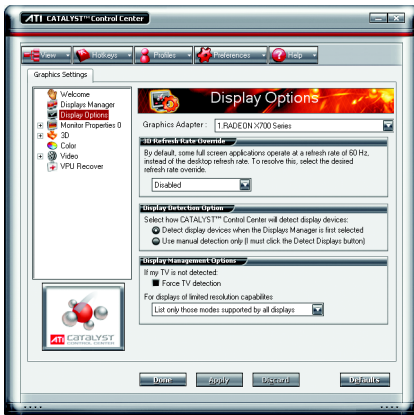 ATI CATALYST™ Control Center
View Hotkeys Profiles Preferences Help
Graphics Settings
Welcome
Displays Manager
Display Options
Monitor Properties 0
3D
Color
Video
VPU Recover
Display Options
Graphics Adapter : 1:RADEON X700 Series
3D Refresh Rate Override
By default, some full screen applications operate at a refresh rate of 60 Hz,
instead of the desktop refresh rate. To resolve this, select the desired
refresh rate override.
Disabled
Display Detection Option
Select how CATALYST™ Control Center will detect display devices:
Detect display devices when the Displays Manager is first selected
Use manual detection only (I must click the Detect Displays button)
Display Management Options
If my TV is not detected:
Force TV detection
For displays of limited resolution capabilites
List only those modes supported by all displays
ATI CATALYST
CONTROL CENTER
Done Apply Discard Defaults